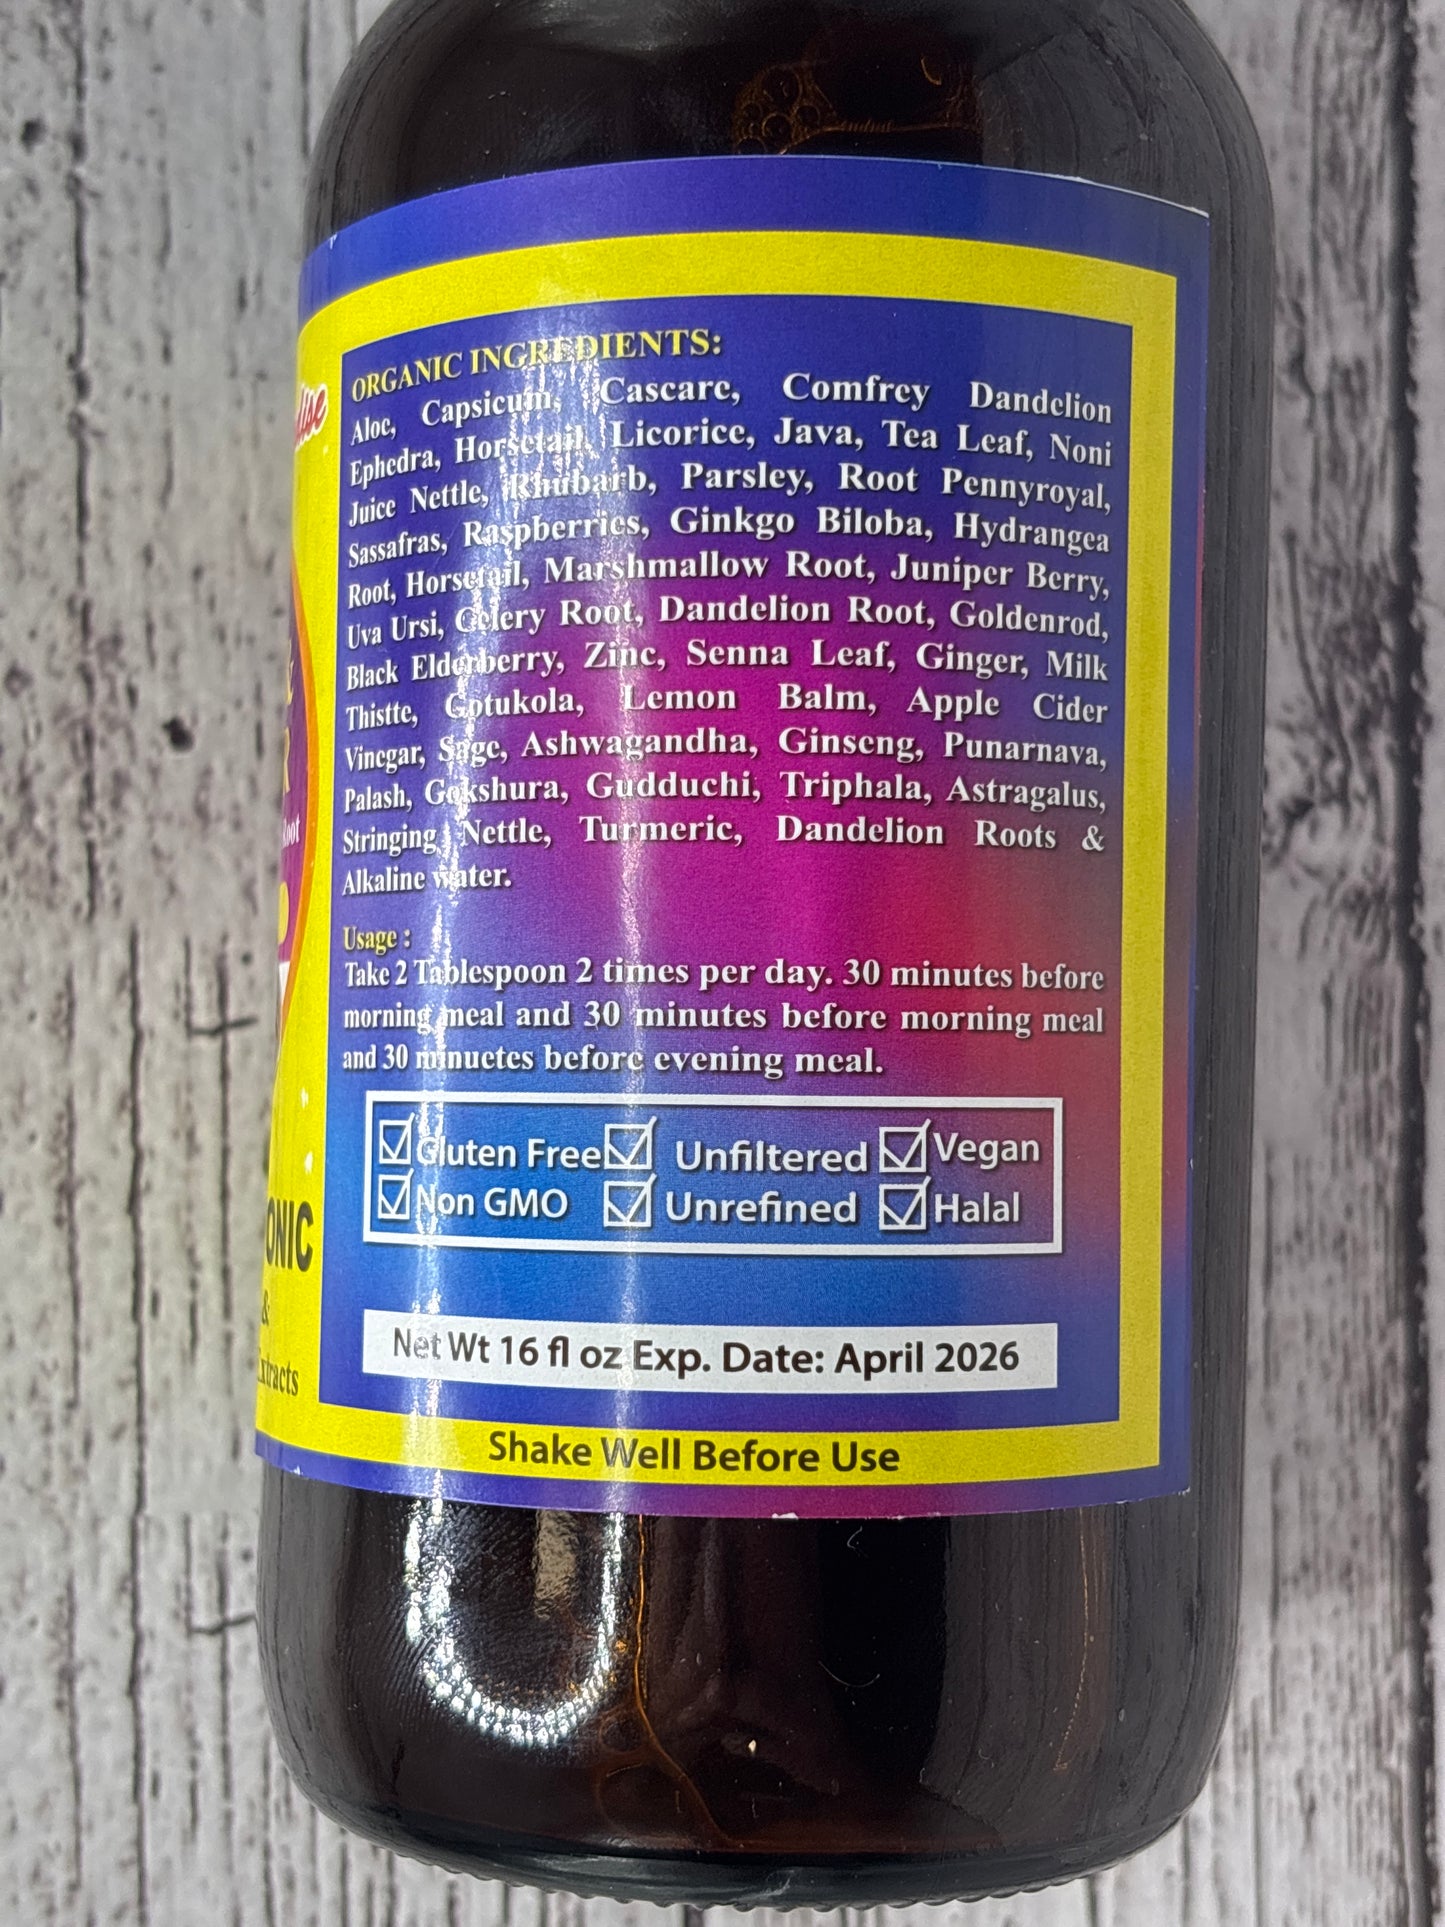 ORGANIC INGREDIENTS:
Aloe, Capsicum, Cascare, Comfrey Dandelion
Ephedra, Horsetail, Licorice, Java, Tea Leaf, Noni
Juice Nettle, Rhubarb, Parsley, Root Pennyroyal,
Sassafras, Raspberries, Ginkgo Biloba, Hydrangea
Root, Horsetail, Marshmallow Root, Juniper Berry,
Uva Ursi, Celery Root, Dandelion Root, Goldenrod,
Black Elderberry, Zinc, Senna Leaf, Ginger, Milk
Thistte, Gotukola, Lemon Balm, Apple Cider
Vinegar, Sage, Ashwagandha, Ginseng, Punarnava,
Palash, Gokshura, Gudduchi, Triphala, Astragalus,
Stringing Nettle, Turmeric, Dandelion Roots &
Alkaline water.
Usage :
Take 2 Tablespoon 2 times per day. 30 minutes before
morning meal and 30 minutes before morning meal
and 30 minuetes before evening meal.
Gluten Free Unfiltered Vegan
Non GMO Unrefined Halal
Net Wt 16 fl oz Exp. Date: April 2026
Shake Well Before Use
Root
ONIC
&
Extracts